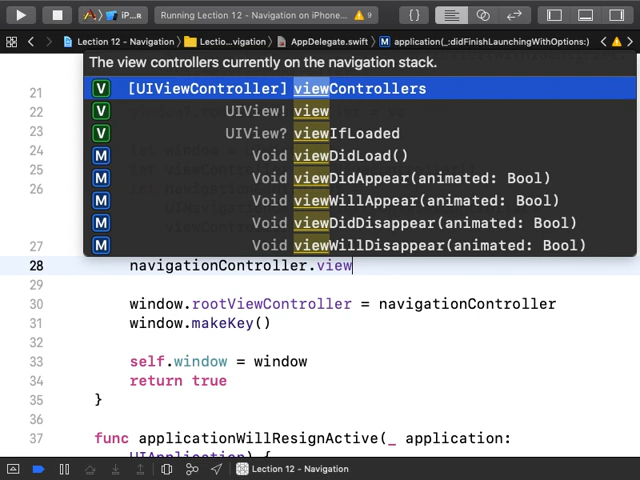 iP...R
Running Lection 12 - Navigation on iPhone...
9
Lection 12 - Navigation
Lectio...vigation
AppDelegate.swift
M application(_:didFinishLaunchingWithOptions:)
The view controllers currently on the navigation stack.
V [UIViewController] viewControllers
V UIView! view
V UIView? viewIfLoaded
M Void viewDidLoad()
M Void viewDidAppear(animated: Bool)
M Void viewWillAppear(animated: Bool)
M Void viewDidDisappear(animated: Bool)
M Void viewWillDisappear(animated: Bool)
21
22
23
24
25
26
27
28 navigationController.view
29
30 window.rootViewController = navigationController
31 window.makeKey()
32
33 self.window = window
34 return true
35 }
36
37 func applicationWillResignActive(_ application:
UIApplication) {
Lection 12 - Navigation